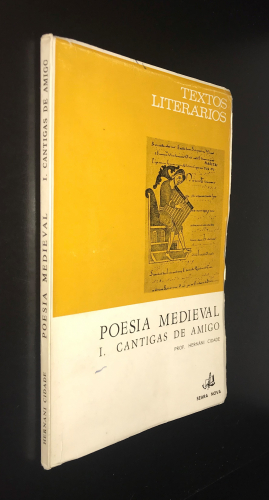 HERNÂNI CIDADE POESIA MEDIEVAL I. CANTIGAS DE AMIGO
TEXTOS
LITERÁRIOS
POESIA MEDIEVAL
I. CANTIGAS DE AMIGO
PROF. HERNÂNI CIDADE
SEARA NOVA